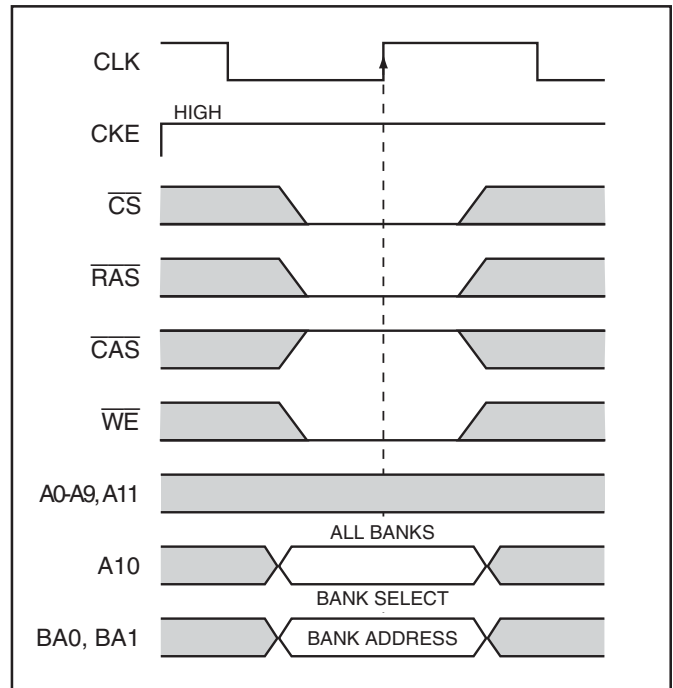 CLK
CKE HIGH
CS
RAS
CAS
WE
A0-A9, A11
ALL BANKS
A10
BANK SELECT
BA0, BA1 BANK ADDRESS